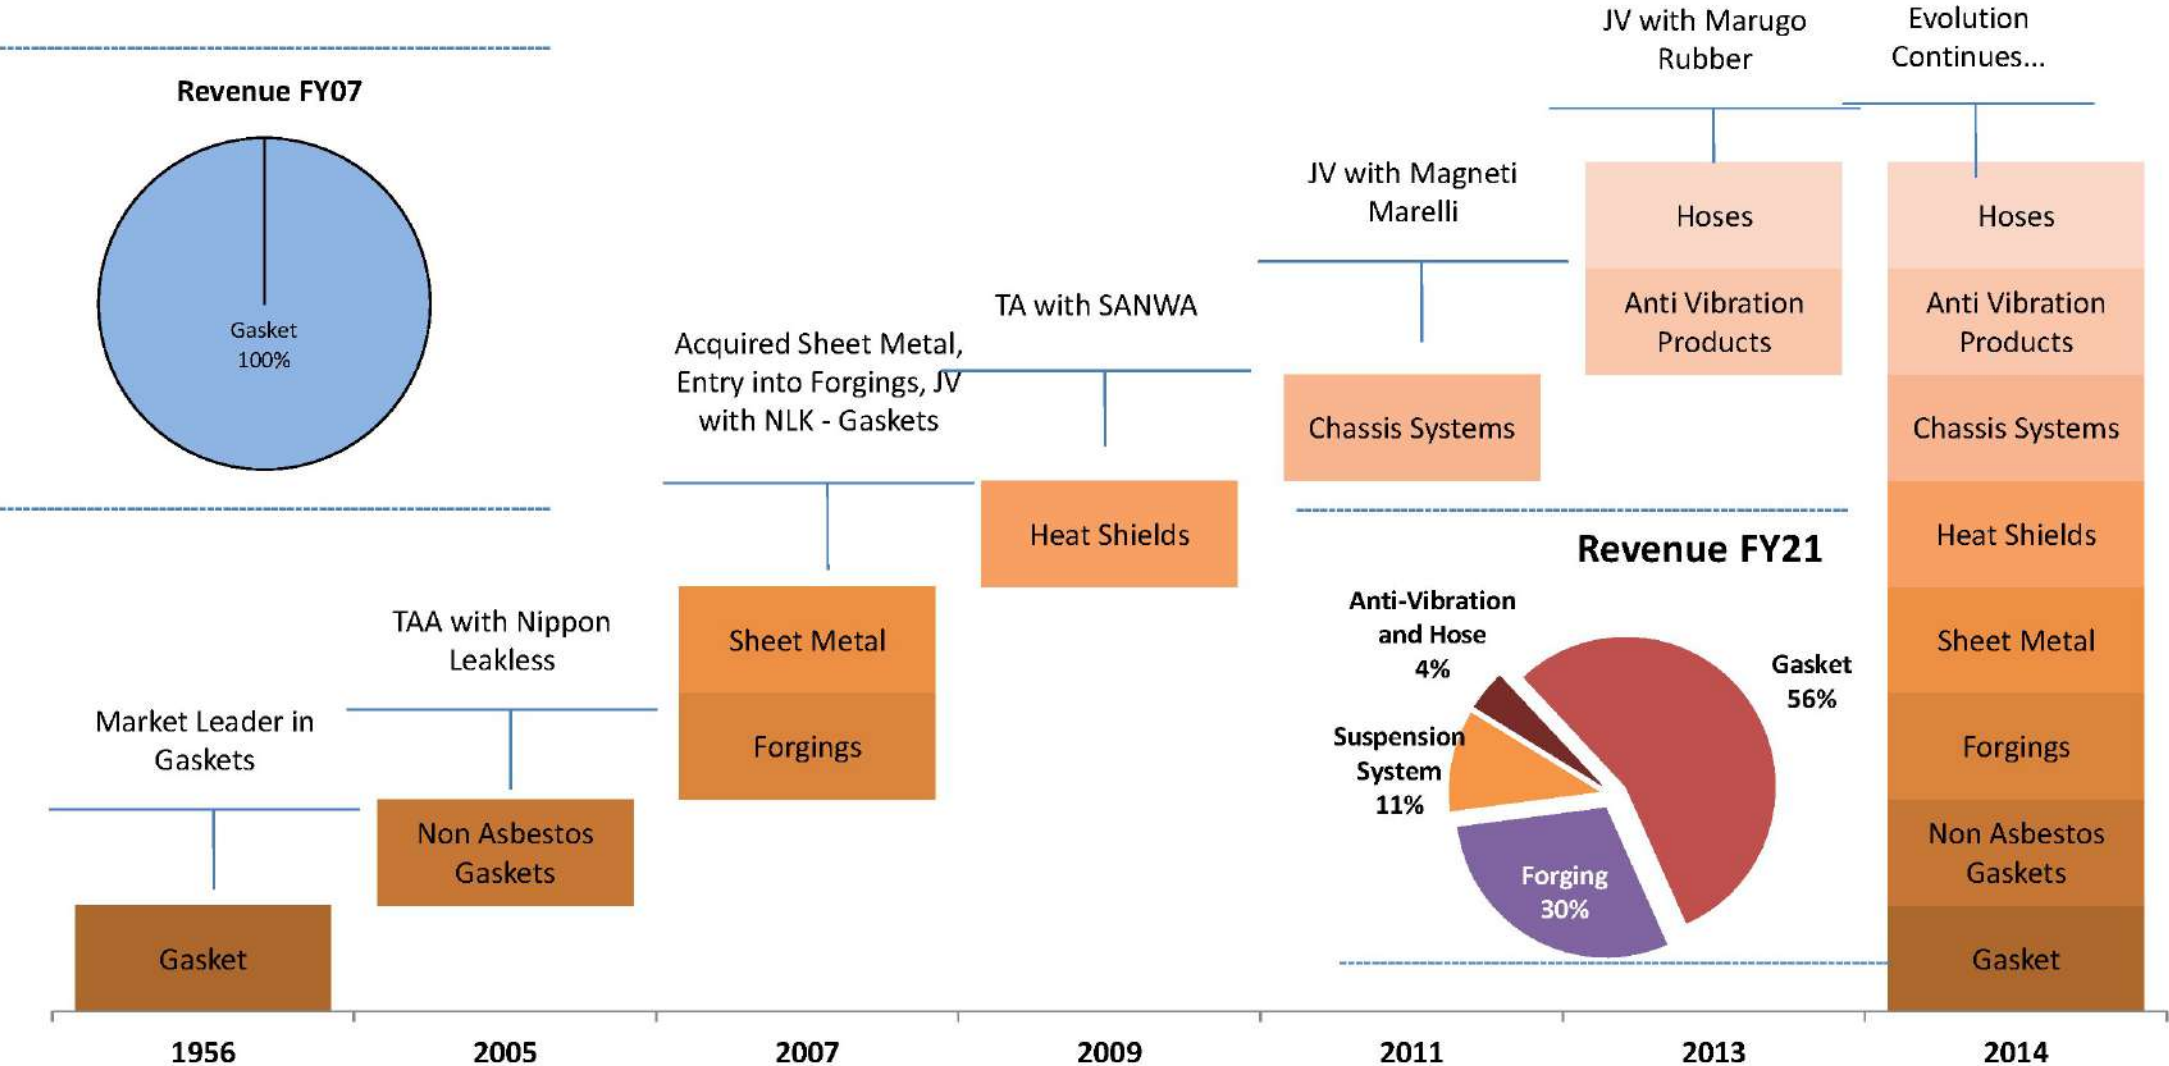 Revenue FY07
Gasket
100%
Market Leader in
Gaskets
Gasket
TAA with Nippon
Leakless
Non Asbestos
Gaskets
Acquired Sheet Metal,
Entry into Forgings, JV
with NLK - Gaskets
Sheet Metal
Forgings
TA with SANWA
Heat Shields
JV with Magneti
Marelli
Chassis Systems
JV with Marugo
Rubber
Hoses
Anti Vibration
Products
Evolution
Continues...
Hoses
Anti Vibration
Products
Chassis Systems
Heat Shields
Sheet Metal
Forgings
Non Asbestos
Gaskets
Gasket
Revenue FY21
Anti-Vibration
and Hose
4%
Gasket
56%
Suspension
System
11%
Forging
30%
1956
2005
2007
2009
2011
2013
2014